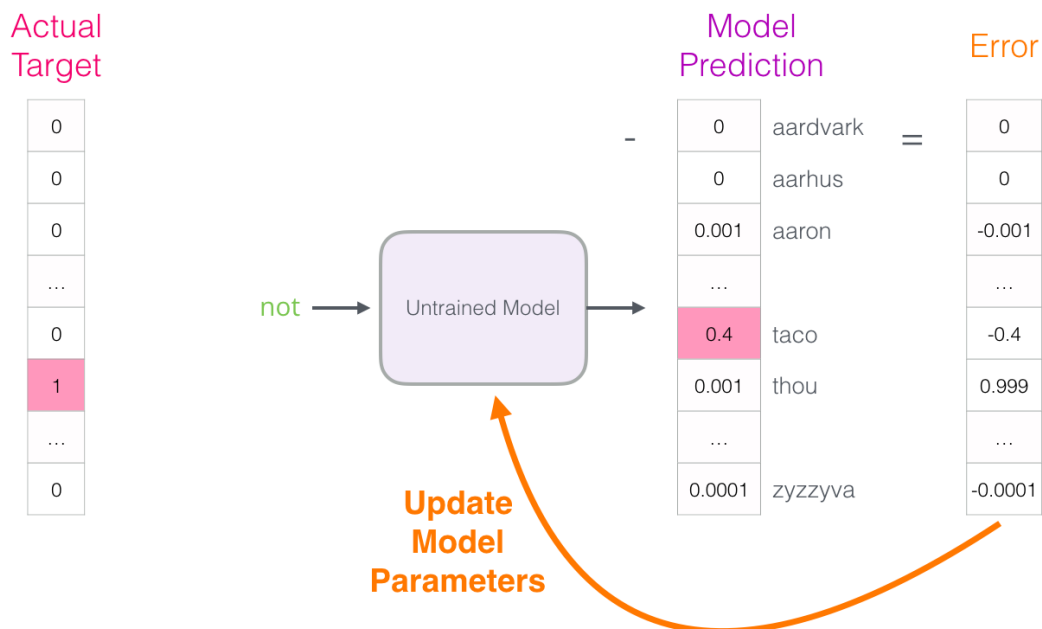 Actual
Target
Model
Prediction
Error
0 - 0 aardvark = 0
0 0 aarhus 0
0 0.001 aaron -0.001
... ... ...
not Untrained Model
0 0.4 taco -0.4
1 0.001 thou 0.999
... ... ...
0 0.0001 zyzzyva -0.0001
Update
Model
Parameters